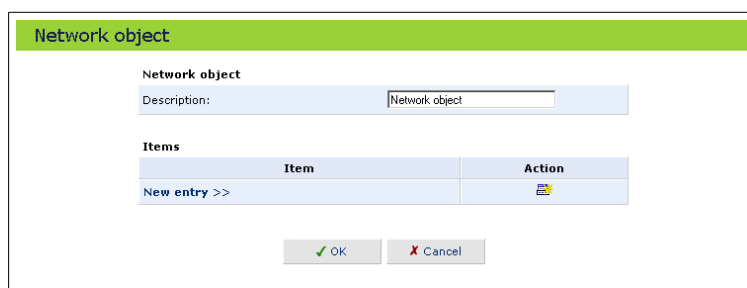 Network object
Network object
Description: Network object
Items
Item Action
New entry >>
OK Cancel